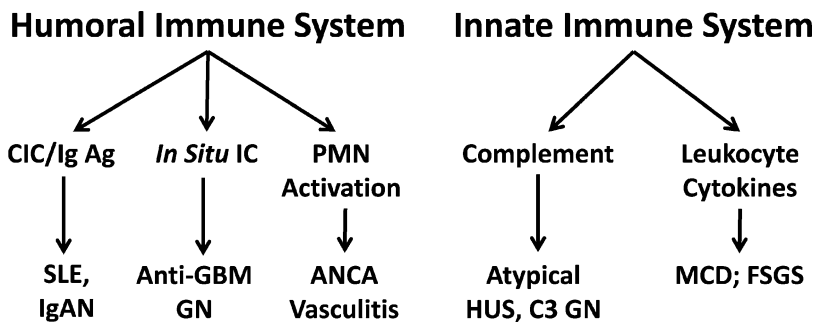 Humoral Immune System
Innate Immune System
CIC/Ig Ag
In Situ IC
PMN
Activation
Complement
Leukocyte
Cytokines
SLE,
IgAN
Anti-GBM
GN
ANCA
Vasculitis
Atypical
HUS, C3 GN
MCD; FSGS